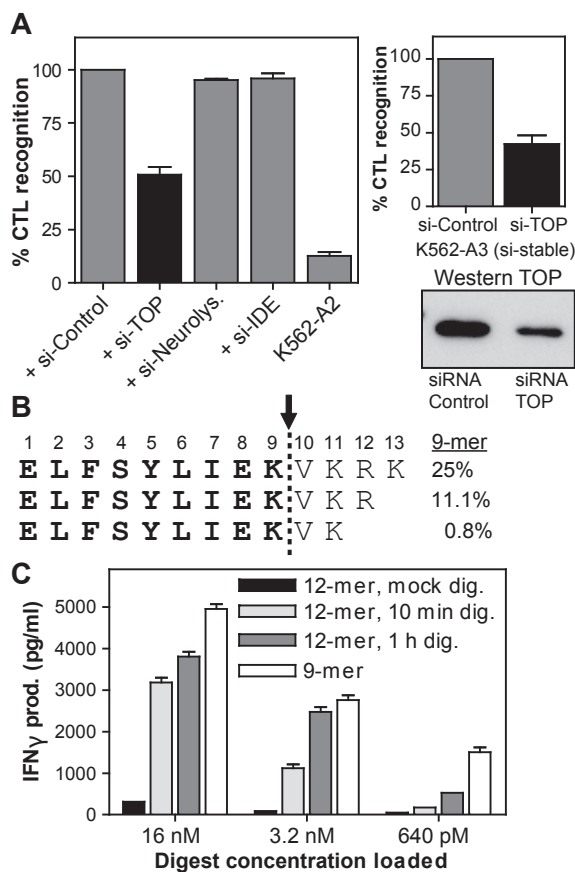 A
% CTL recognition
100
75
50
25
0
+ si-Control
+ si-TOP
+ si-Neurolys.
+ si-IDE
K562-A2
% CTL recognition
100
75
50
25
0
si-Control si-TOP
K562-A3 (si-stable)
Western TOP
siRNA siRNA
Control TOP
B
1 2 3 4 5 6 7 8 9 10 11 12 13 9-mer
E L F S Y L I E K V K R K 25%
E L F S Y L I E K V K R 11.1%
E L F S Y L I E K V K 0.8%
C
IFNγ prod. (pg/ml)
5000
4000
3000
2000
1000
0
12-mer, mock dig.
12-mer, 10 min dig.
12-mer, 1 h dig.
9-mer
16 nM 3.2 nM 640 pM
Digest concentration loaded